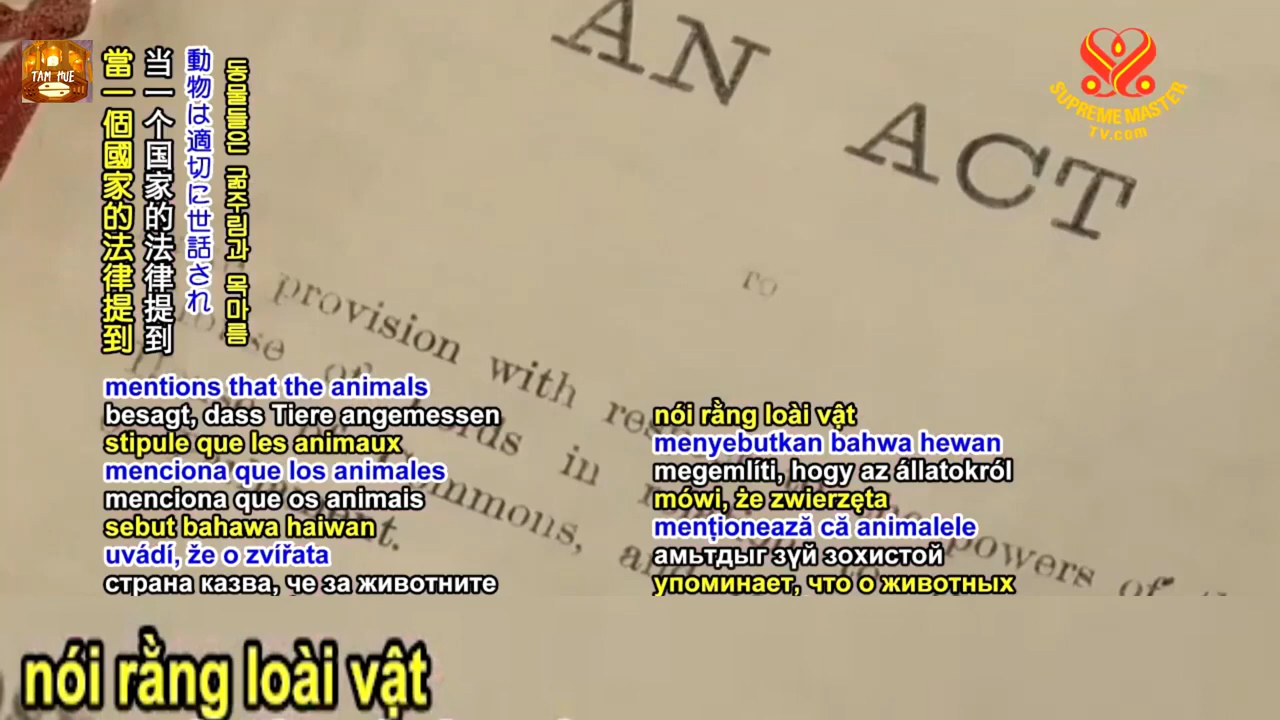 TAM HUE
SUPREME MASTER
TV.com
AN ACT
TO
provision with
of Lords in
Commons, and
powers of
當一個國家的法律提到
当一个国家的法律提到
動物は適切に世話され
동물들은 굶주림과 목마름
mentions that the animals
besagt, dass Tiere angemessen
stipule que les animaux
menciona que los animales
menciona que os animais
sebut bahawa haiwan
uvádí, že o zvířata
страна казва, че за животните
nói rằng loài vật
menyebutkan bahwa hewan
megemlíti, hogy az állatokról
mówi, że zwierzęta
menționează că animalele
амьтдыг зүй зохистой
упоминает, что о животных
nói rằng loài vật